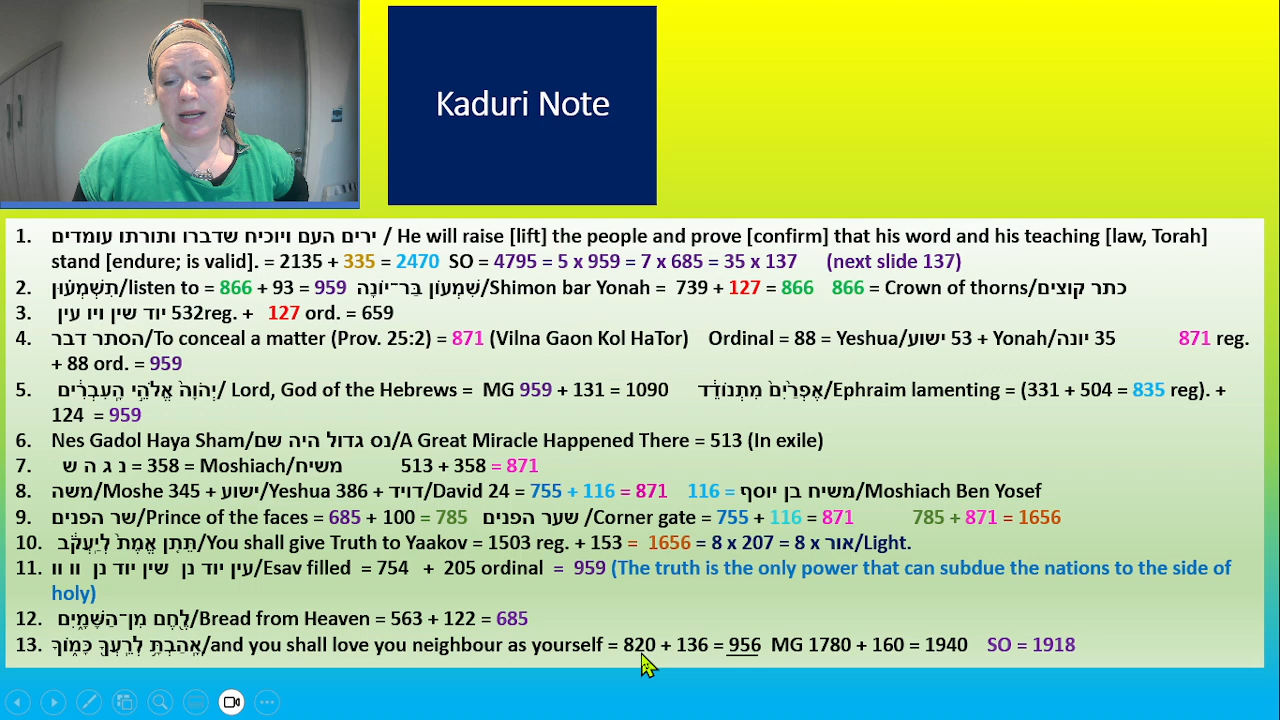 Kaduri Note
1. ירים העם ויוכיח שדברו ותורתו עומדים / He will raise [lift] the people and prove [confirm] that his word and his teaching [law, Torah]
stand [endure; is valid]. = 2135 + 335 = 2470 SO = 4795 = 5 x 959 = 7 x 685 = 35 x 137 (next slide 137)
2. תִשְׁמְע֔וּן/listen to = 866 + 93 = 959 שִׁמְעוֹן בַּר־יוֹנָה/Shimon bar Yonah = 739 + 127 = 866 866 = Crown of thorns/כתר קוצים
3. יוד שין ויו עין 532reg. + 127 ord. = 659
4. הסתר דבר/To conceal a matter (Prov. 25:2) = 871 (Vilna Gaon Kol HaTor) Ordinal = 88 = Yeshua/ישוע 53 + Yonah/יונה 35 871 reg.
+ 88 ord. = 959
5. יְהֹוָה֙ אֱלֹהֵ֣י הָֽעִבְרִ֔ים/ Lord, God of the Hebrews = MG 959 + 131 = 1090 אֶפְרַ֙יִם֙ מִתְנוֹדֵ֔ד/Ephraim lamenting = (331 + 504 = 835 reg). +
124 = 959
6. Nes Gadol Haya Sham/נס גדול היה שם/A Great Miracle Happened There = 513 (In exile)
7. נ ג ה ש = 358 = Moshiach/משיח 513 + 358 = 871
8. משה/Moshe 345 + ישוע/Yeshua 386 + דויד/David 24 = 755 + 116 = 871 116 = משיח בן יוסף/Moshiach Ben Yosef
9. שר הפנים/Prince of the faces = 685 + 100 = 785 שער הפנים /Corner gate = 755 + 116 = 871 785 + 871 = 1656
10. תִּתֵּ֤ן אֱמֶת֙ לְיַֽעֲקֹ֔ב/You shall give Truth to Yaakov = 1503 reg. + 153 = 1656 = 8 x 207 = 8 x אור/Light.
11. עין יוד נן שין יוד נן וו וו/Esav filled = 754 + 205 ordinal = 959 (The truth is the only power that can subdue the nations to the side of
holy)
12. לֶ֖חֶם מִן־הַשָּׁמָ֑יִם/Bread from Heaven = 563 + 122 = 685
13. אָֽהַבְתָּ֥ לְרֵֽעֲךָ֖ כָּמ֑וֹךָ/and you shall love you neighbour as yourself = 820 + 136 = 956 MG 1780 + 160 = 1940 SO = 1918